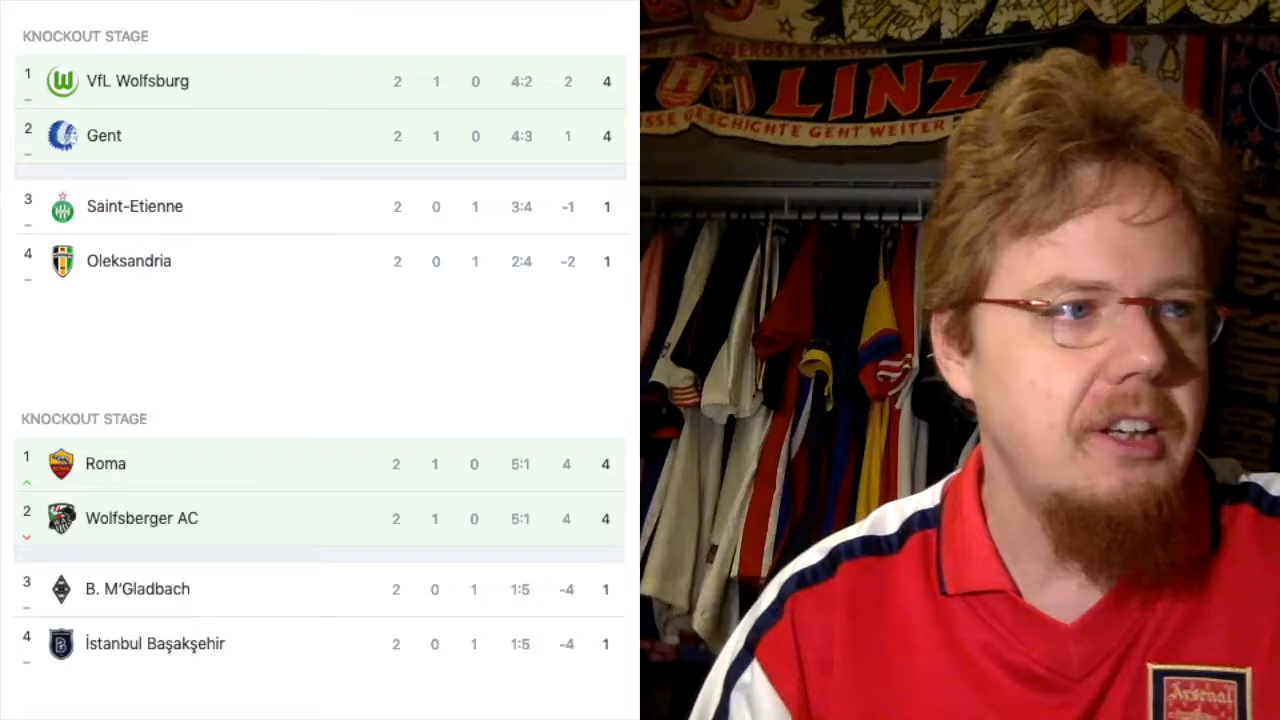 KNOCKOUT STAGE
1 VfL Wolfsburg 2 1 0 4:2 2 4
2 Gent 2 1 0 4:3 1 4
3 Saint-Etienne 2 0 1 3:4 -1 1
4 Oleksandria 2 0 1 2:4 -2 1
KNOCKOUT STAGE
1 Roma 2 1 0 5:1 4 4
2 Wolfsberger AC 2 1 0 5:1 4 4
3 B. M'Gladbach 2 0 1 1:5 -4 1
4 İstanbul Başakşehir 2 0 1 1:5 -4 1
OBERÖSTERREICH
LINZ
SSE GESCHICHTE GEHT WEITER
PARIS SAINT GER
Arsenal